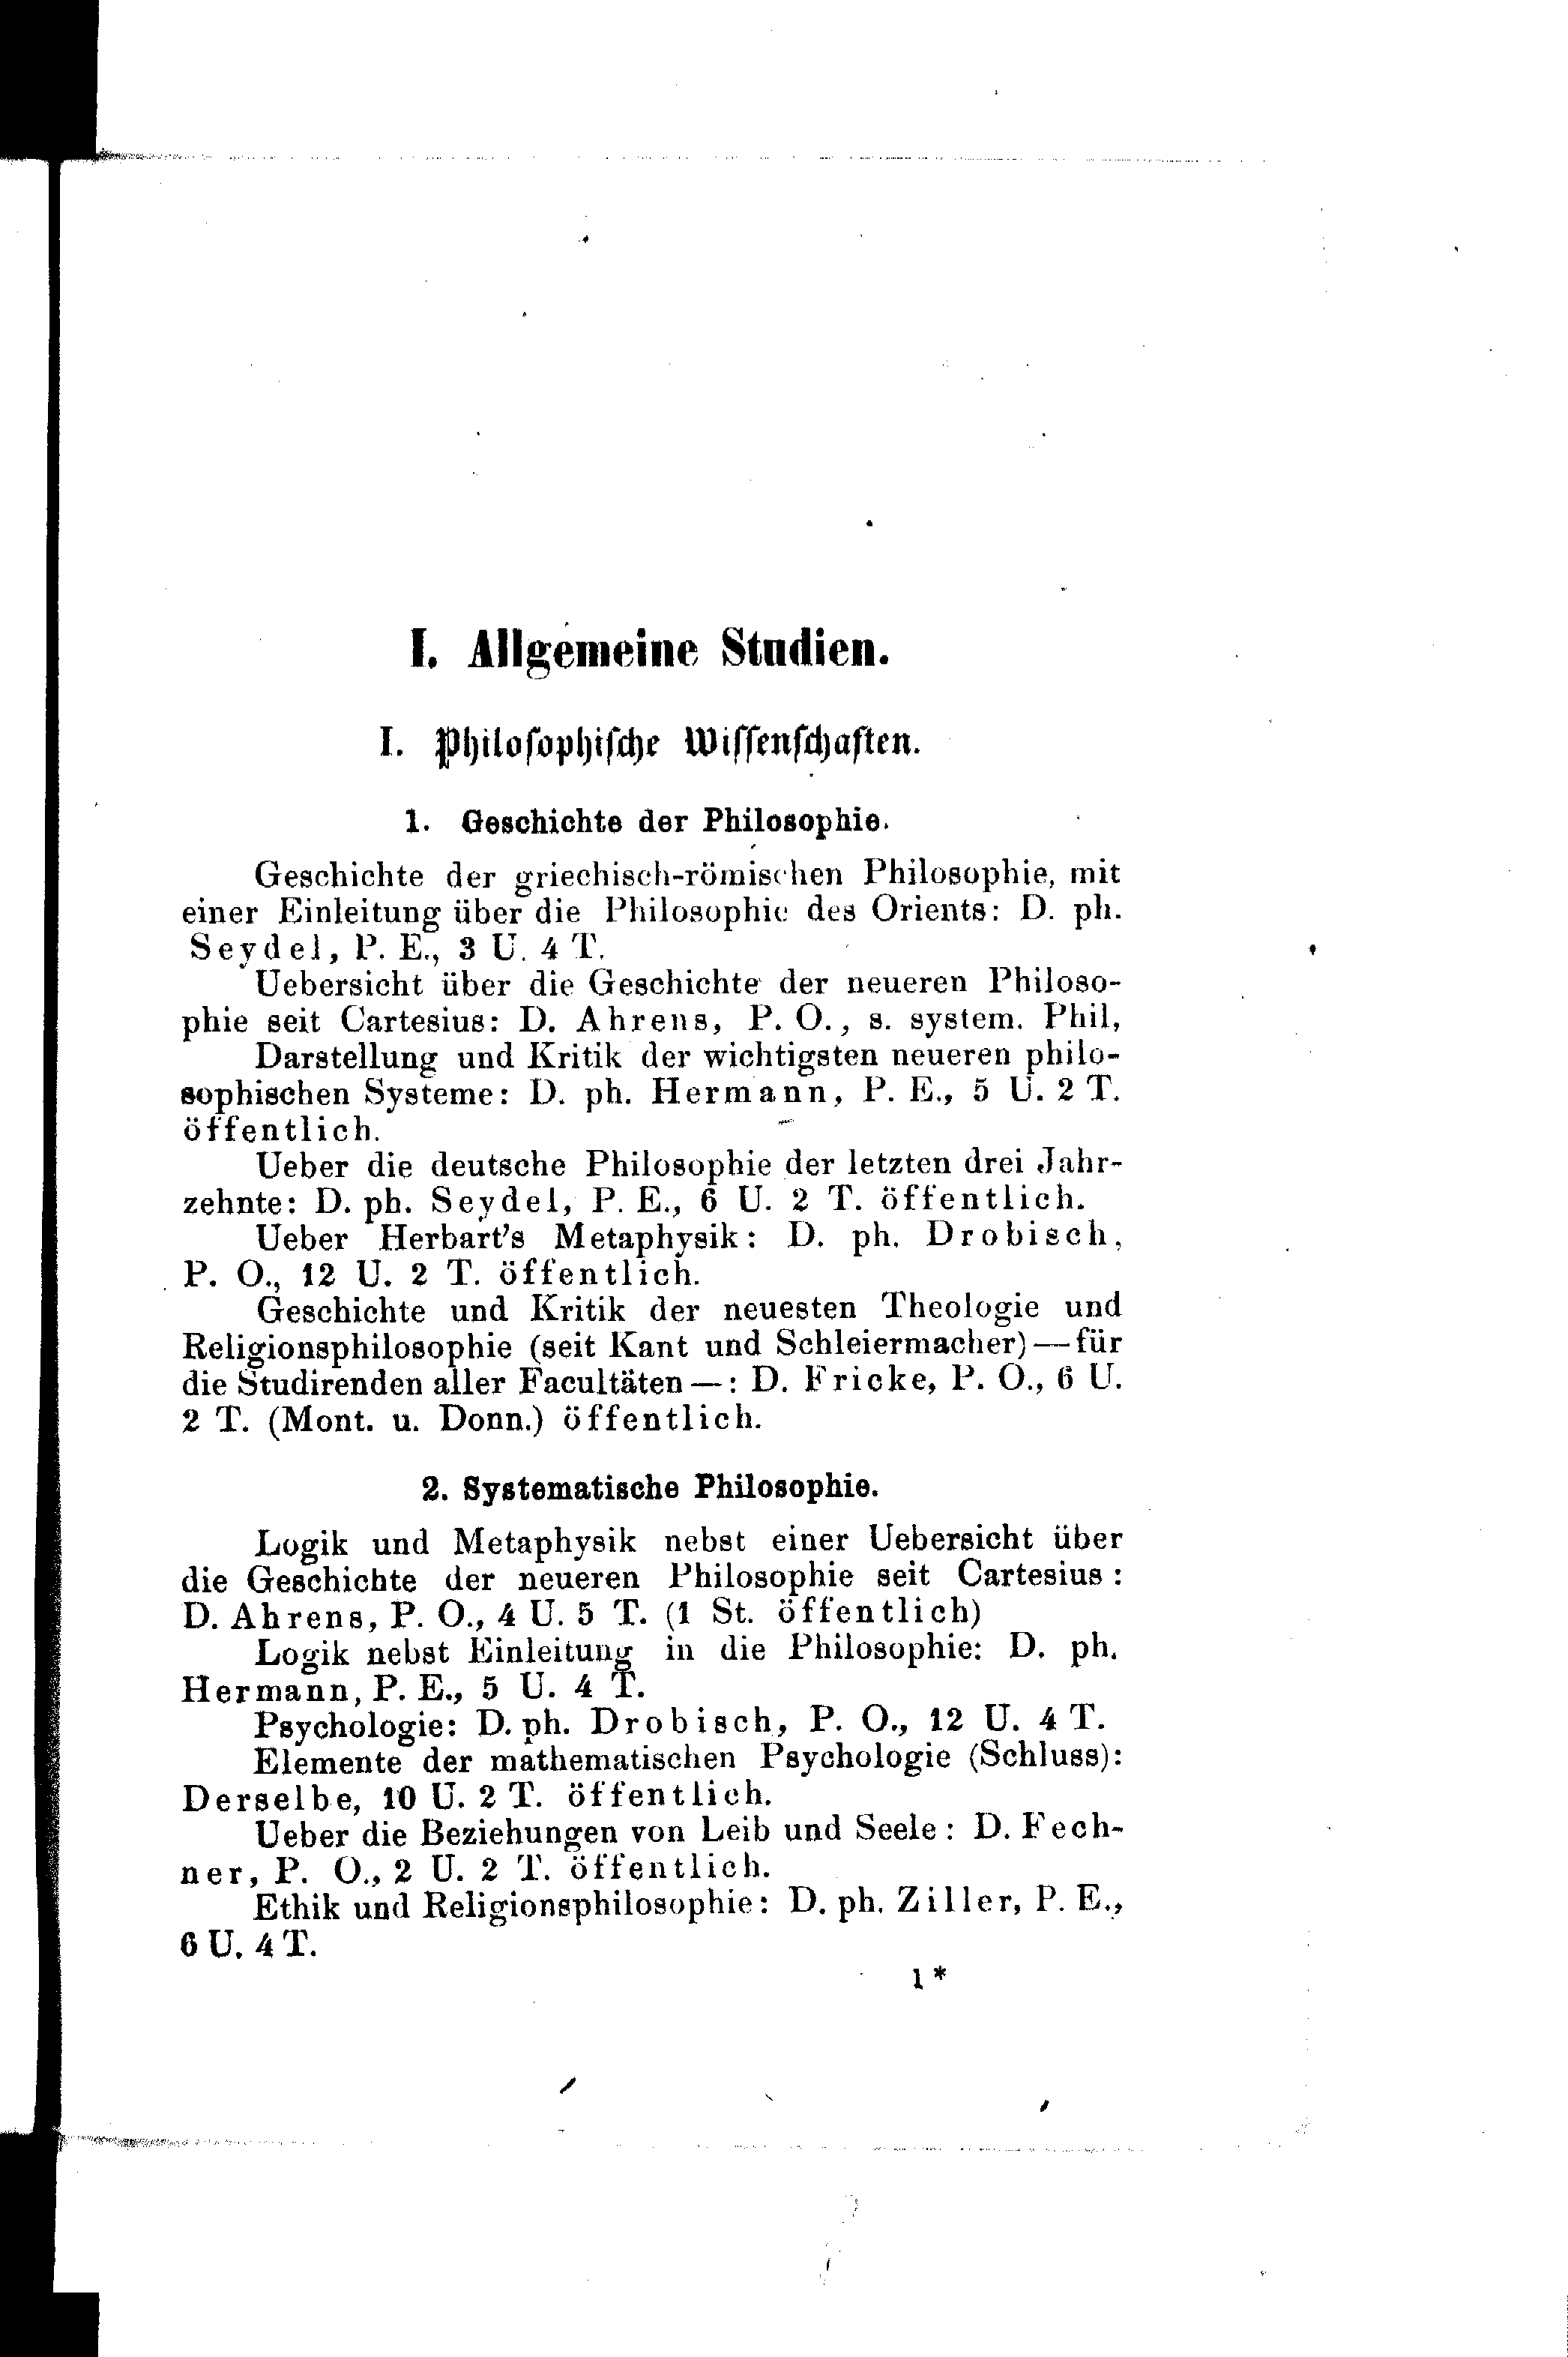 I. Allgemeine Studien.
I. Philosophische Wissenschaften.
1. Geschichte der Philosophie.
Geschichte der griechisch-römischen Philosophie, mit
einer Einleitung über die Philosophie des Orients: D. ph.
Seydel, P. E., 3 U. 4 T.
Uebersicht über die Geschichte der neueren Philoso-
phie seit Cartesius: D. Ahrens, P. O., s. system. Phil,
Darstellung und Kritik der wichtigsten neueren philo-
sophischen Systeme: D. ph. Hermann, P. E., 5 U. 2 T.
öffentlich.
Ueber die deutsche Philosophie der letzten drei Jahr-
zehnte: D. ph. Seydel, P. E., 6 U. 2 T. öffentlich.
Ueber Herbart's Metaphysik: D. ph. Drobisch,
P. O., 12 U. 2 T. öffentlich.
Geschichte und Kritik der neuesten Theologie und
Religionsphilosophie (seit Kant und Schleiermacher) — für
die Studirenden aller Facultäten —: D. Fricke, P. O., 6 U.
2 T. (Mont. u. Donn.) öffentlich.
2. Systematische Philosophie.
Logik und Metaphysik nebst einer Uebersicht über
die Geschichte der neueren Philosophie seit Cartesius:
D. Ahrens, P. O., 4 U. 5 T. (1 St. öffentlich)
Logik nebst Einleitung in die Philosophie: D. ph.
Hermann, P. E., 5 U. 4 T.
Psychologie: D. ph. Drobisch, P. O., 12 U. 4 T.
Elemente der mathematischen Psychologie (Schluss):
Derselbe, 10 U. 2 T. öffentlich.
Ueber die Beziehungen von Leib und Seele: D. Fech-
ner, P. O., 2 U. 2 T. öffentlich.
Ethik und Religionsphilosophie: D. ph. Ziller, P. E.,
6 U. 4 T.
1*